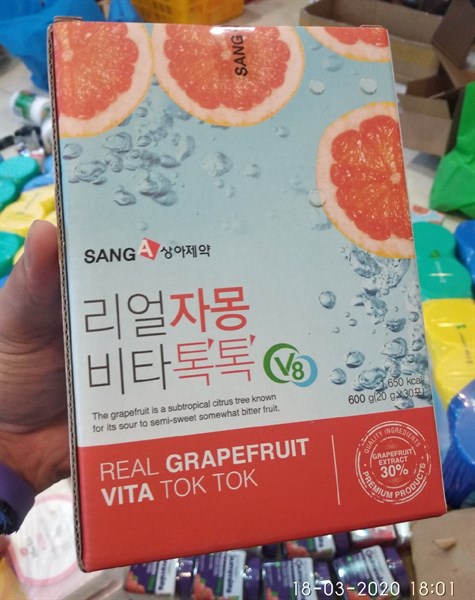 SANG
SANG A 상아제약
리얼자몽
비타톡톡 V8
1,650 kcal
600 g(20 g×30포)
The grapefruit is a subtropical citrus tree known
for its sour to semi-sweet somewhat bitter fruit.
REAL GRAPEFRUIT
VITA TOK TOK
QUALITY INGREDIENTS
GRAPEFRUIT
EXTRACT
30%
PREMIUM PRODUCTS
18-03-2020 18:01